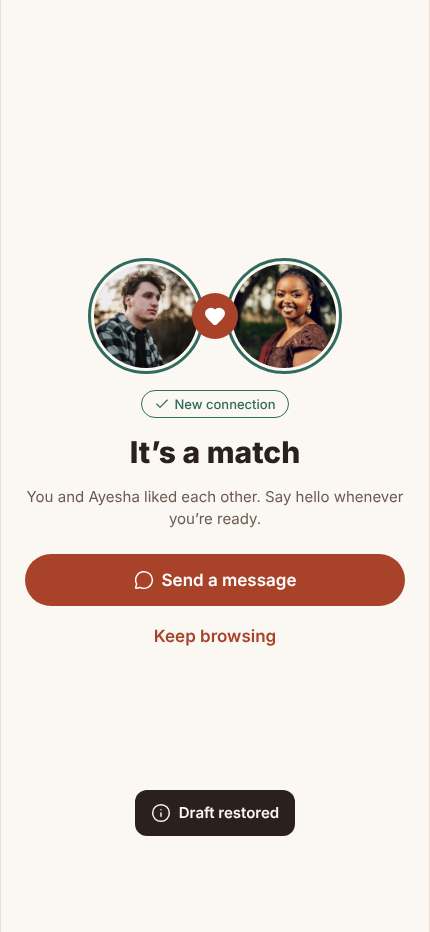 New connection
It’s a match
You and Ayesha liked each other. Say hello whenever
you’re ready.
Send a message
Keep browsing
Draft restored